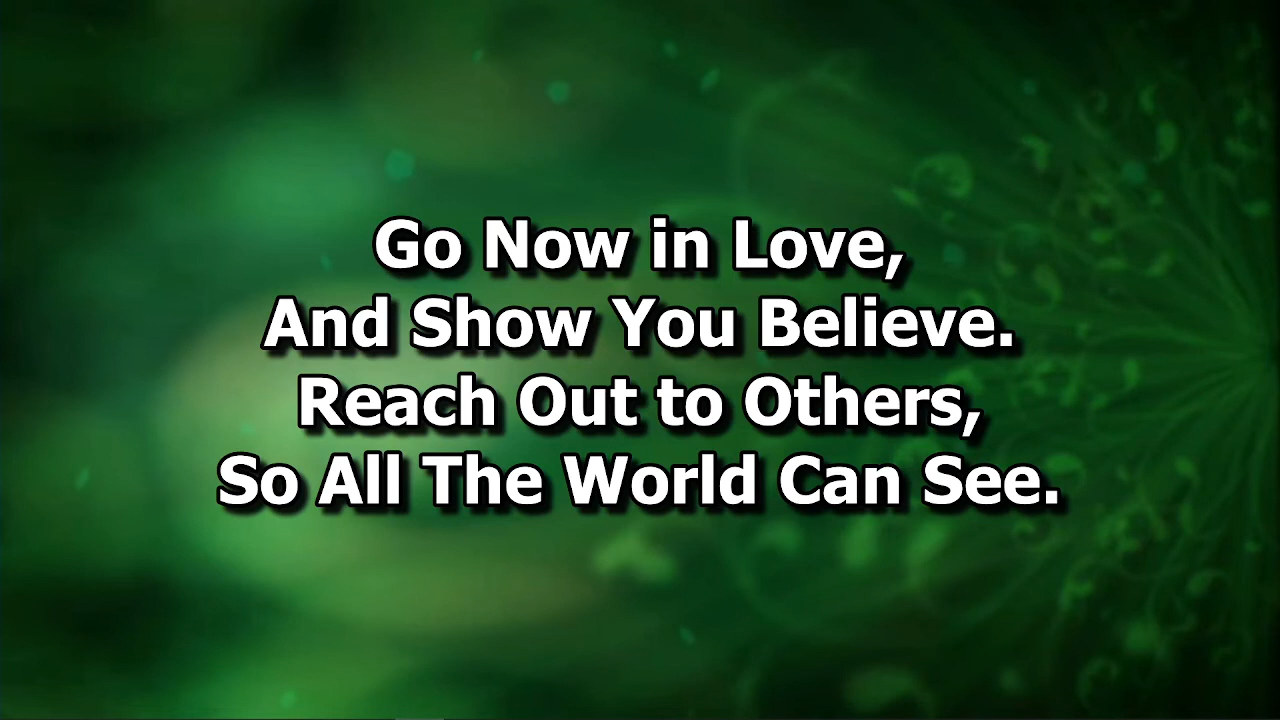 Go Now in Love,
And Show You Believe.
Reach Out to Others,
So All The World Can See.